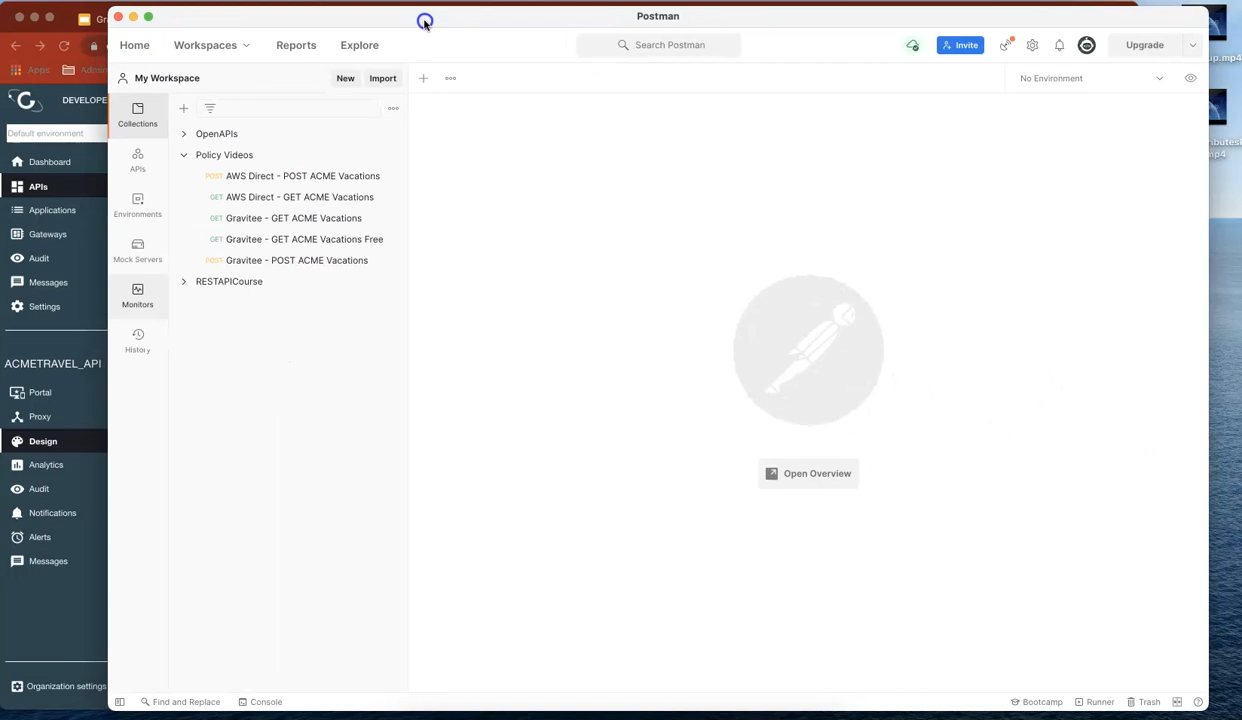 Gra
Postman
Home
Workspaces
Reports
Explore
Search Postman
Invite
Upgrade
Apps
up.mp4
My Workspace
New
Import
No Environment
DEVELOPE
Default environment
Dashboard
APIs
Applications
Gateways
Audit
Messages
Settings
ACMETRAVEL_API
Portal
Proxy
Design
Analytics
Audit
Notifications
Alerts
Messages
Organization settings
Collections
APIs
Environments
Mock Servers
Monitors
History
OpenAPIs
Policy Videos
POST AWS Direct - POST ACME Vacations
GET AWS Direct - GET ACME Vacations
GET Gravitee - GET ACME Vacations
GET Gravitee - GET ACME Vacations Free
POST Gravitee - POST ACME Vacations
RESTAPICourse
Open Overview
Find and Replace
Console
Bootcamp
Runner
Trash